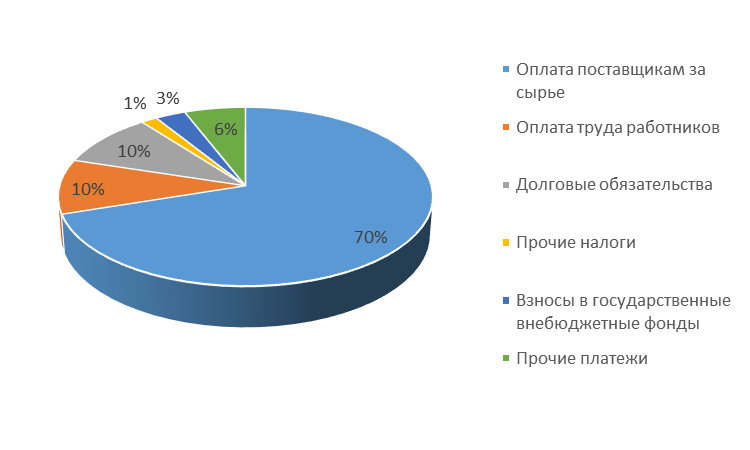 1%
3%
6%
10%
10%
70%
Оплата поставщикам за
сырье
Оплата труда работников
Долговые обязательства
Прочие налоги
Взносы в государственные
внебюджетные фонды
Прочие платежи